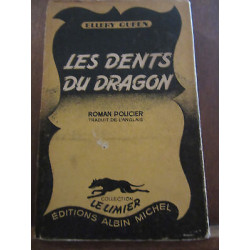 ELLERY QUEEN
LES DENTS
DU DRAGON
ROMAN POLICIER
TRADUIT DE L'ANGLAIS
COLLECTION
LE LIMIER
EDITIONS ALBIN MICHEL